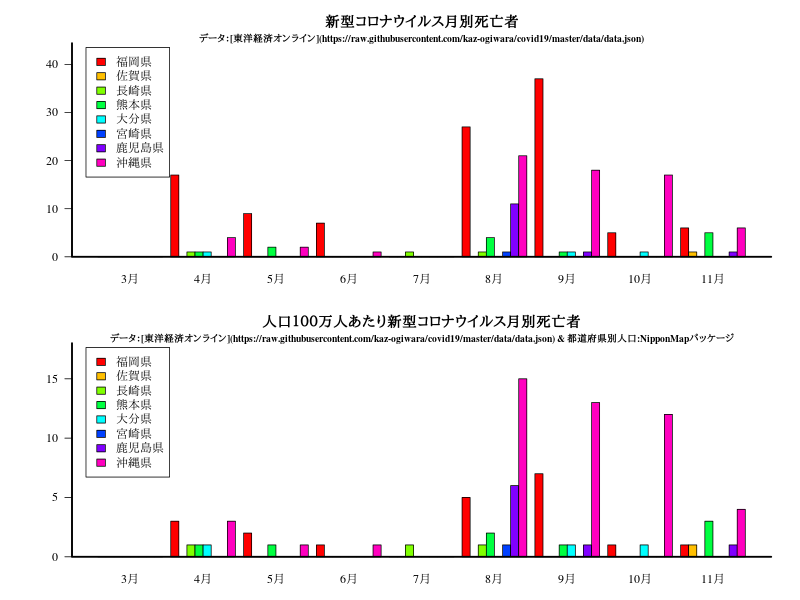 新型コロナウイルス月別死亡者
データ:[東洋経済オンライン](https://raw.githubusercontent.com/kaz-ogiwara/covid19/master/data/data.json)
福岡県
佐賀県
長崎県
熊本県
大分県
宮崎県
鹿児島県
沖縄県
40
30
20
10
0
3月 4月 5月 6月 7月 8月 9月 10月 11月
人口100万人あたり新型コロナウイルス月別死亡者
データ:[東洋経済オンライン](https://raw.githubusercontent.com/kaz-ogiwara/covid19/master/data/data.json) & 都道府県別人口:NipponMapパッケージ
福岡県
佐賀県
長崎県
熊本県
大分県
宮崎県
鹿児島県
沖縄県
15
10
5
0
3月 4月 5月 6月 7月 8月 9月 10月 11月